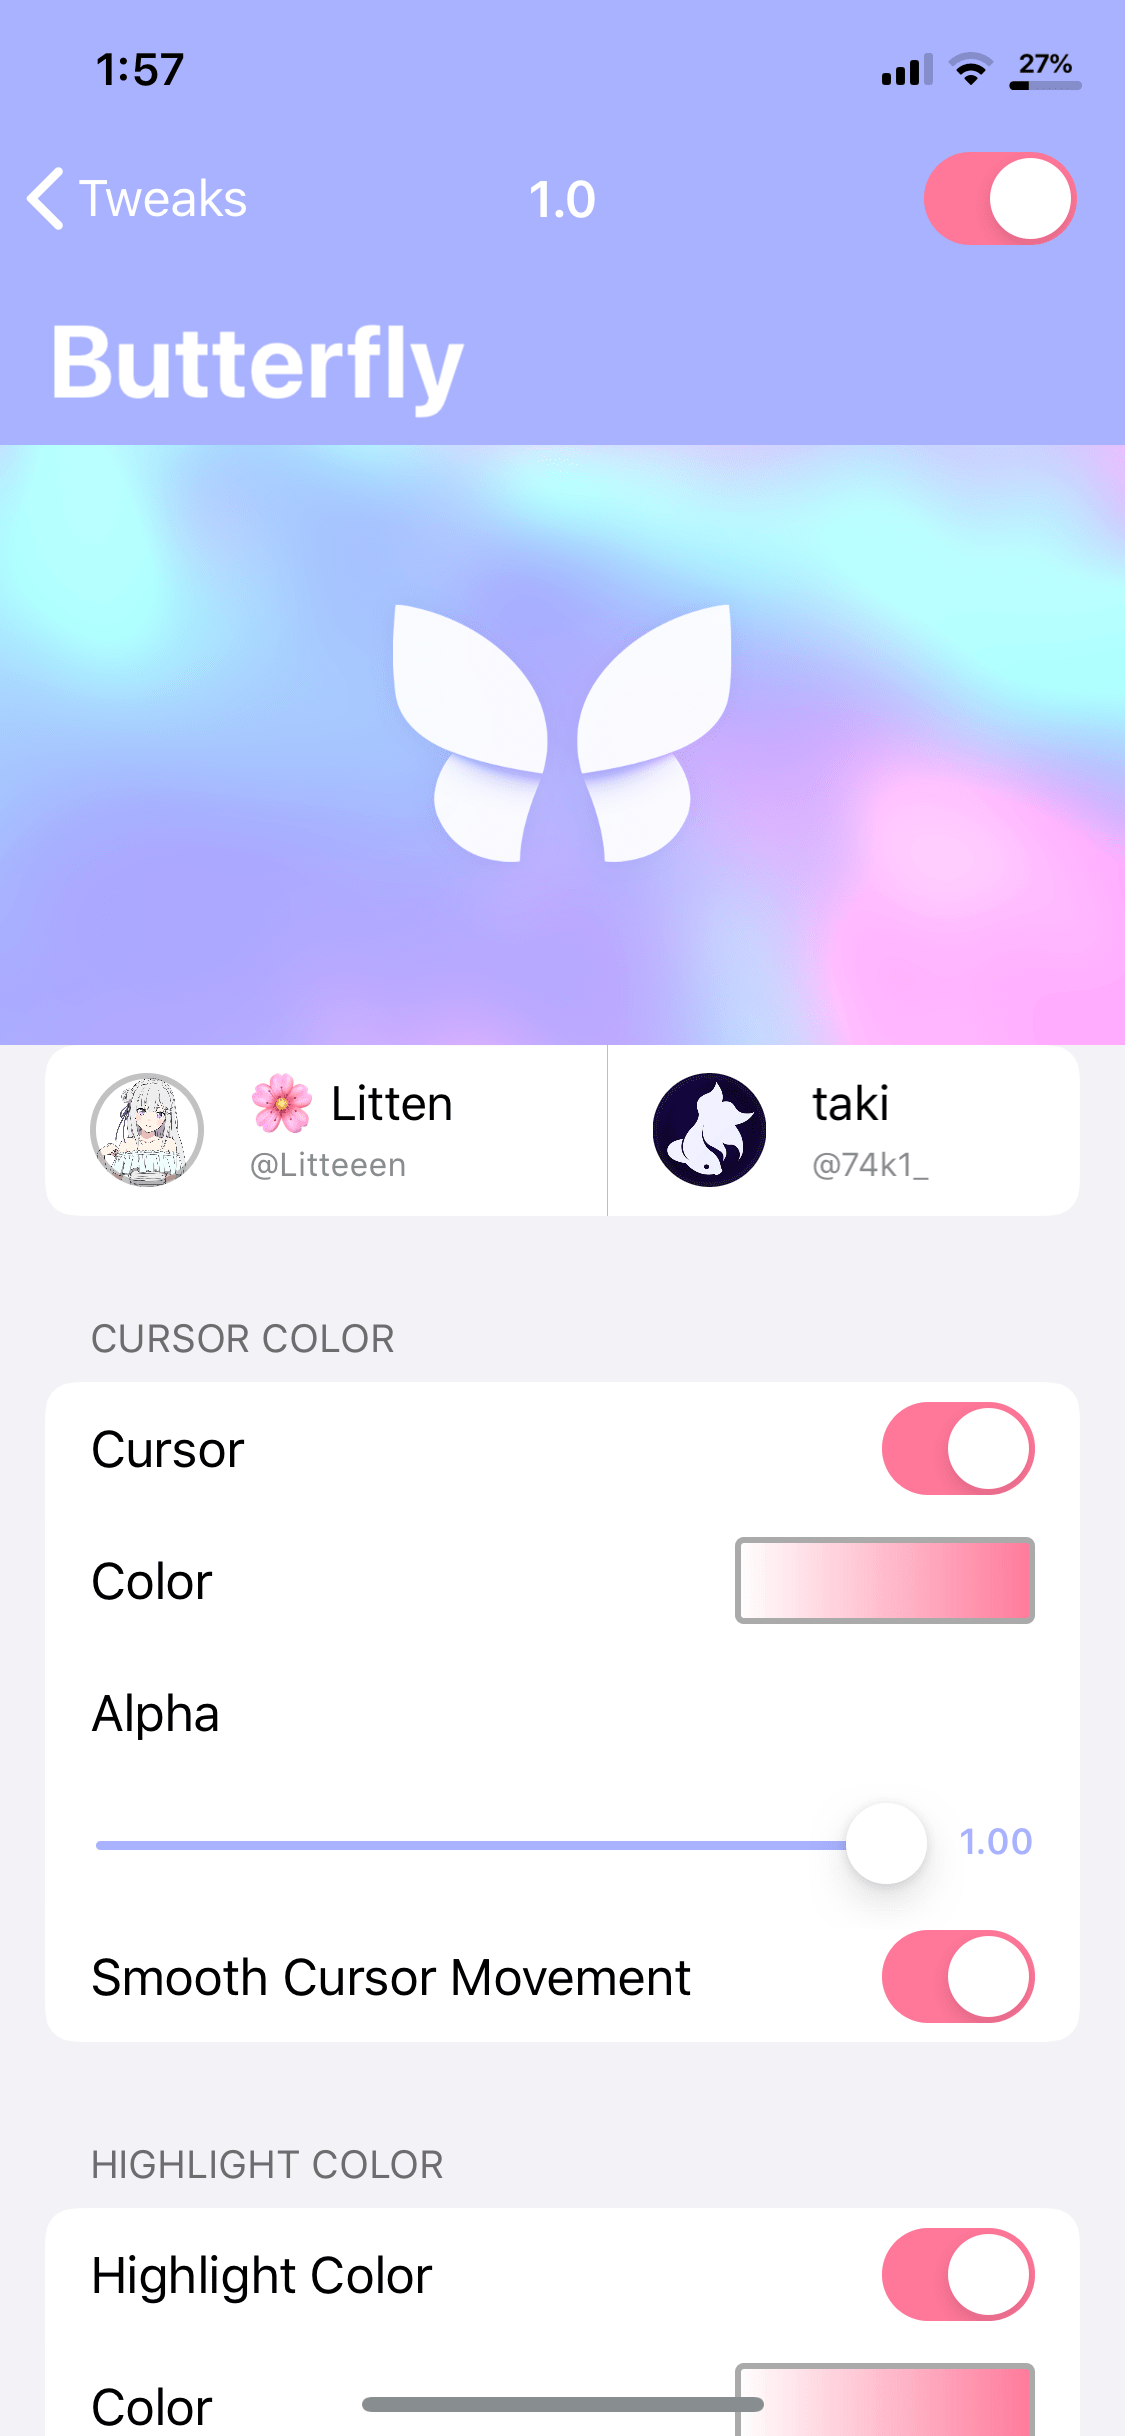 1:57
27%
Tweaks
1.0
Butterfly
🌸 Litten
@Litteeen
taki
@74k1_
CURSOR COLOR
Cursor
Color
Alpha
1.00
Smooth Cursor Movement
HIGHLIGHT COLOR
Highlight Color
Color